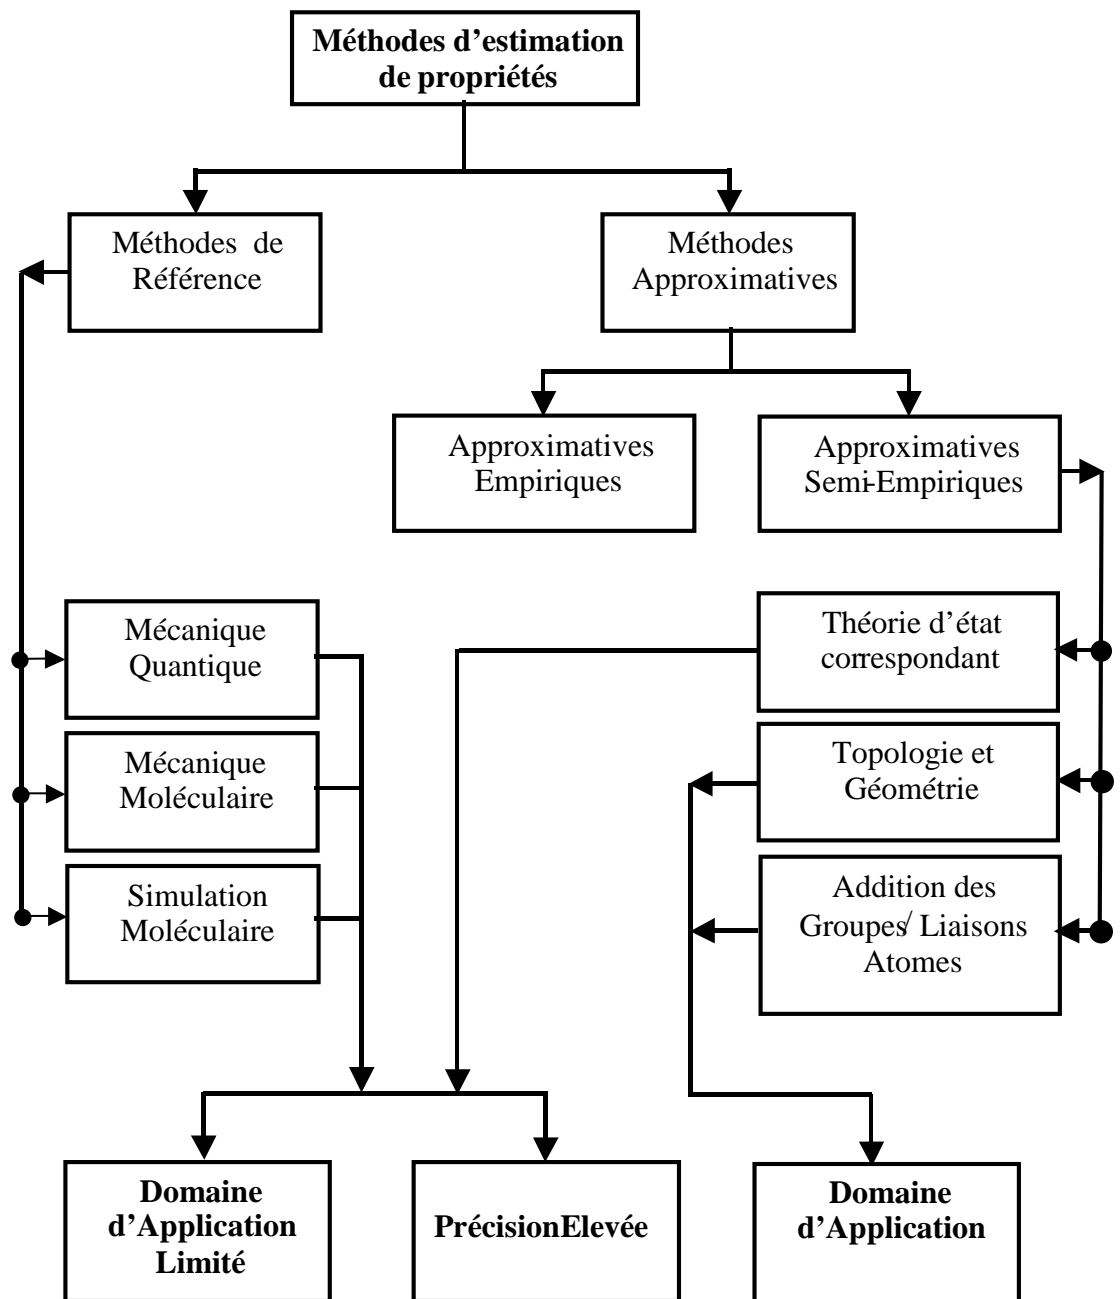 Méthodes d’estimation
de propriétés
Méthodes de
Référence
Méthodes
Approximatives
Approximatives
Empiriques
Approximatives
Semi-Empiriques
Mécanique
Quantique
Théorie d’état
correspondant
Mécanique
Moléculaire
Topologie et
Géométrie
Simulation
Moléculaire
Addition des
Groupes/ Liaisons
Atomes
Domaine
d’Application
Limité
PrécisionElevée
Domaine
d’Application